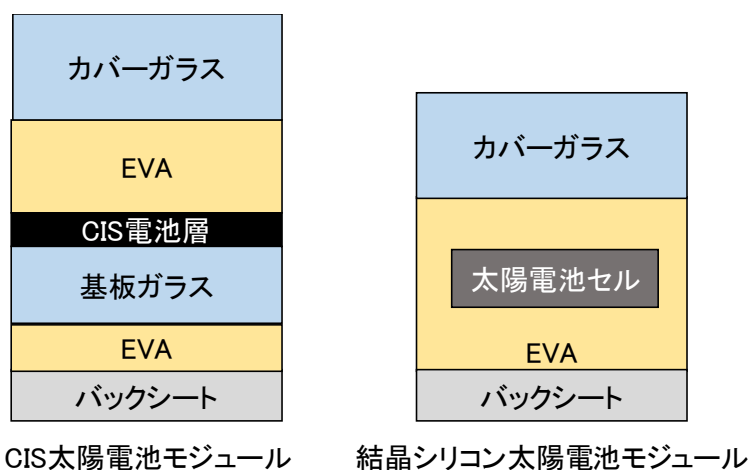 カバーガラス
EVA
CIS電池層
基板ガラス
EVA
バックシート
CIS太陽電池モジュール
カバーガラス
太陽電池セル
EVA
バックシート
結晶シリコン太陽電池モジュール